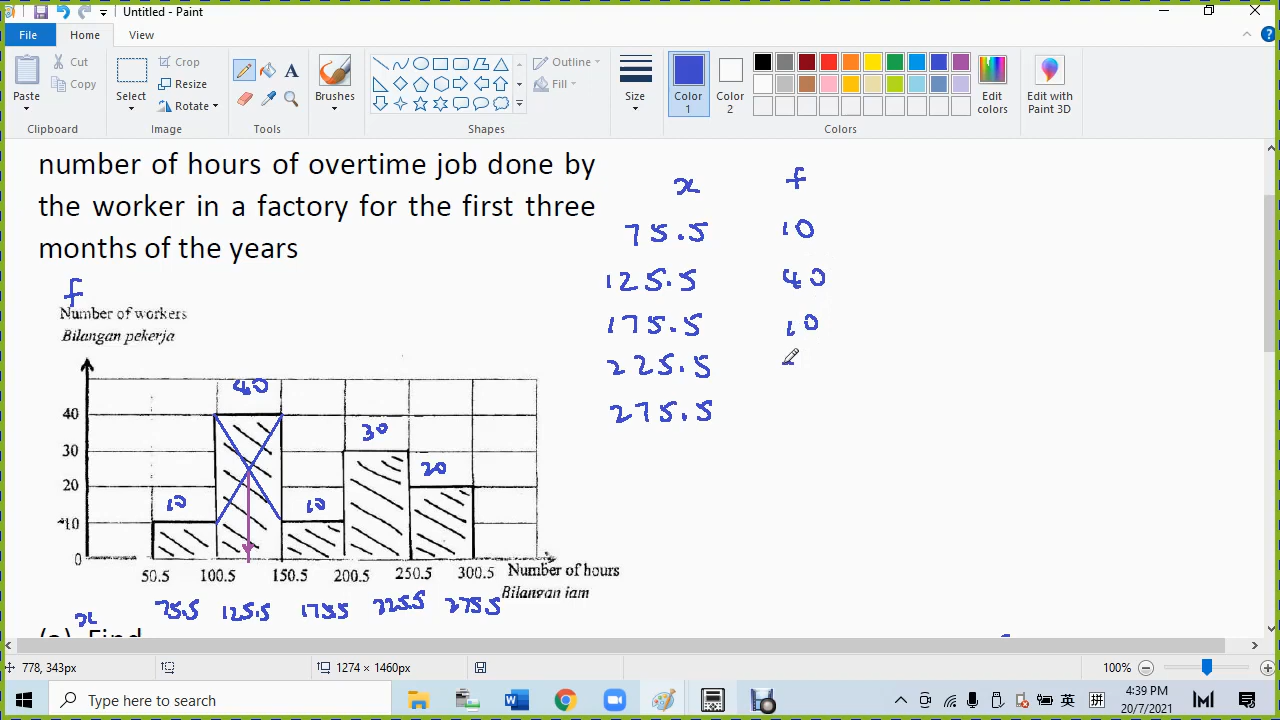 Untitled - Paint
File Home View
Paste
Cut
Copy
Clipboard
Select
Crop
Resize
Rotate
Image
A
Tools
Brushes
Outline
Fill
Shapes
Size
Color 1
Color 2
Edit colors
Colors
Edit with Paint 3D
number of hours of overtime job done by
the worker in a factory for the first three
months of the years
f
Number of workers
Bilangan pekerja
40
40
30
30
20
20
10
10
10
0
50.5 100.5 150.5 200.5 250.5 300.5 Number of hours
Bilangan jam
x 75.5 125.5 175.5 225.5 275.5
(a) Find
x f
75.5 10
125.5 40
175.5 10
225.5
275.5
778, 343px
1274 × 1460px
100%
Type here to search
英
拼
4:39 PM
20/7/2021